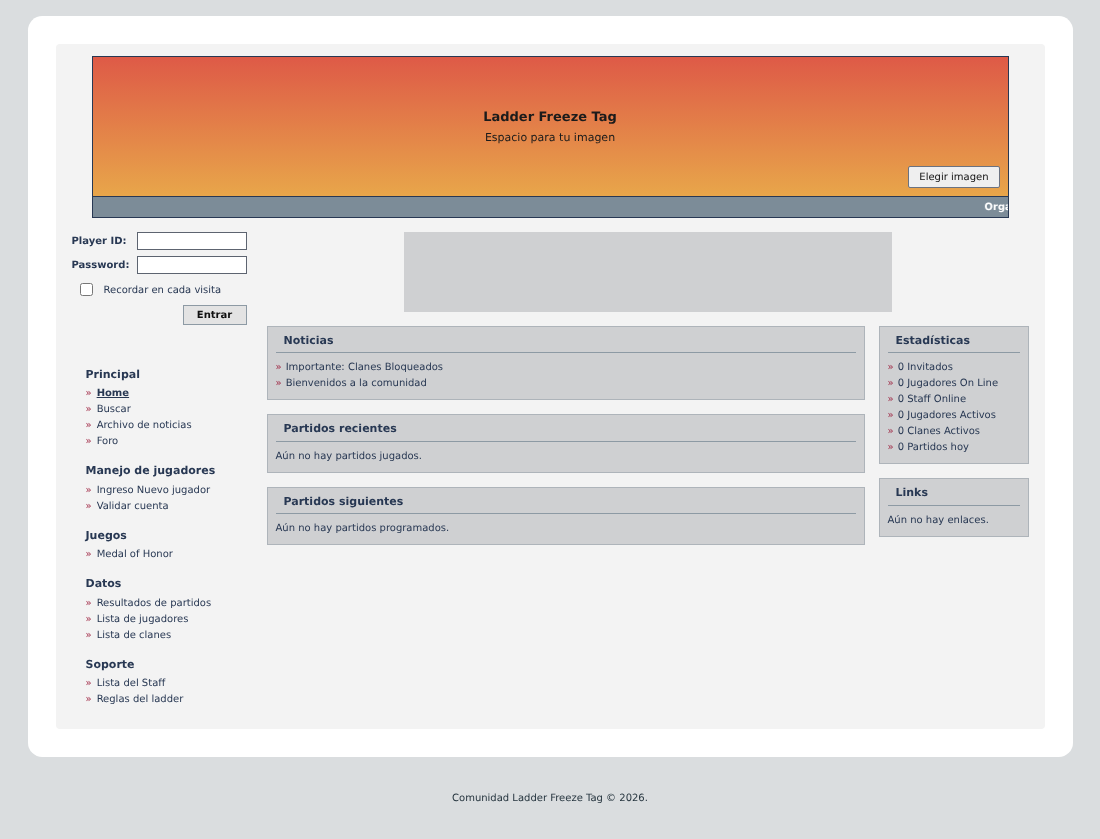 Ladder Freeze Tag
Espacio para tu imagen
Elegir imagen
Player ID:
Password:
Recordar en cada visita
Entrar
Principal
» Home
» Buscar
» Archivo de noticias
» Foro
Manejo de jugadores
» Ingreso Nuevo jugador
» Validar cuenta
Juegos
» Medal of Honor
Datos
» Resultados de partidos
» Lista de jugadores
» Lista de clanes
Soporte
» Lista del Staff
» Reglas del ladder
Noticias
» Importante: Clanes Bloqueados
» Bienvenidos a la comunidad
Partidos recientes
Aún no hay partidos jugados.
Partidos siguientes
Aún no hay partidos programados.
Estadísticas
» 0 Invitados
» 0 Jugadores On Line
» 0 Staff Online
» 0 Jugadores Activos
» 0 Clanes Activos
» 0 Partidos hoy
Links
Aún no hay enlaces.
Comunidad Ladder Freeze Tag © 2026.